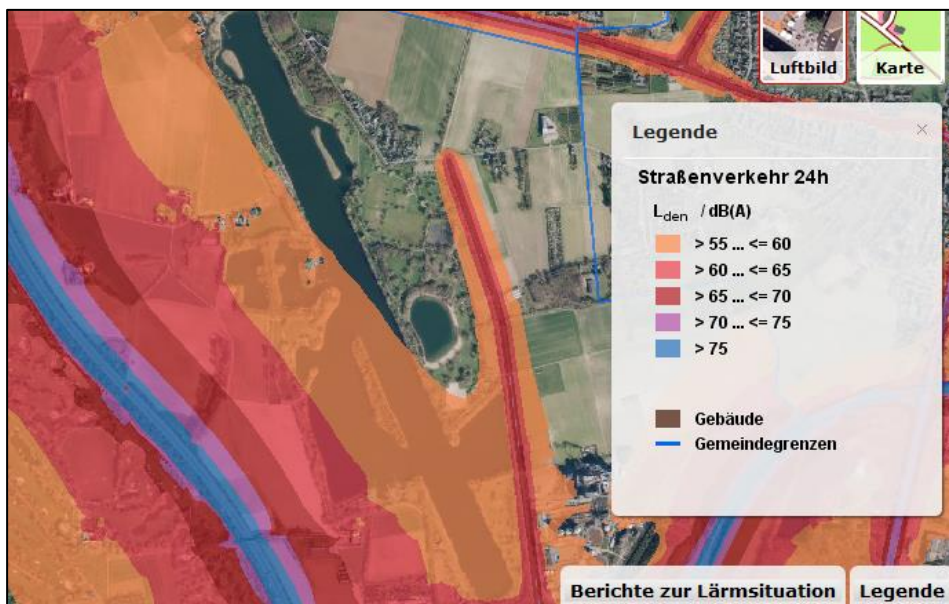 Luftbild
Karte
Legende
×
Straßenverkehr 24h
Lden / dB(A)
> 55 ... <= 60
> 60 ... <= 65
> 65 ... <= 70
> 70 ... <= 75
> 75
Gebäude
Gemeindegrenzen
Berichte zur Lärmsituation
Legende